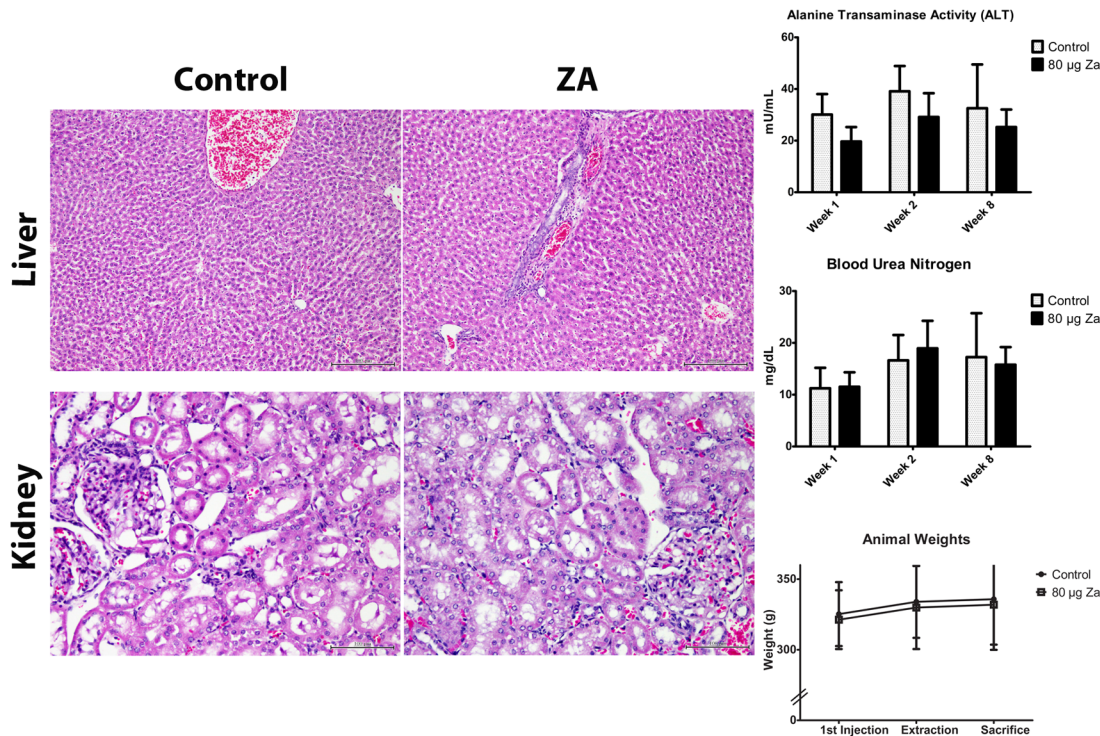 Control
ZA
Liver
Kidney
Alanine Transaminase Activity (ALT)
60
40
20
0
mU/mL
Control
80 µg Za
Week 1
Week 2
Week 8
Blood Urea Nitrogen
30
20
10
0
mg/dL
Control
80 µg Za
Week 1
Week 2
Week 8
Animal Weights
350
300
0
Weight (g)
Control
80 µg Za
1st Injection
Extraction
Sacrifice